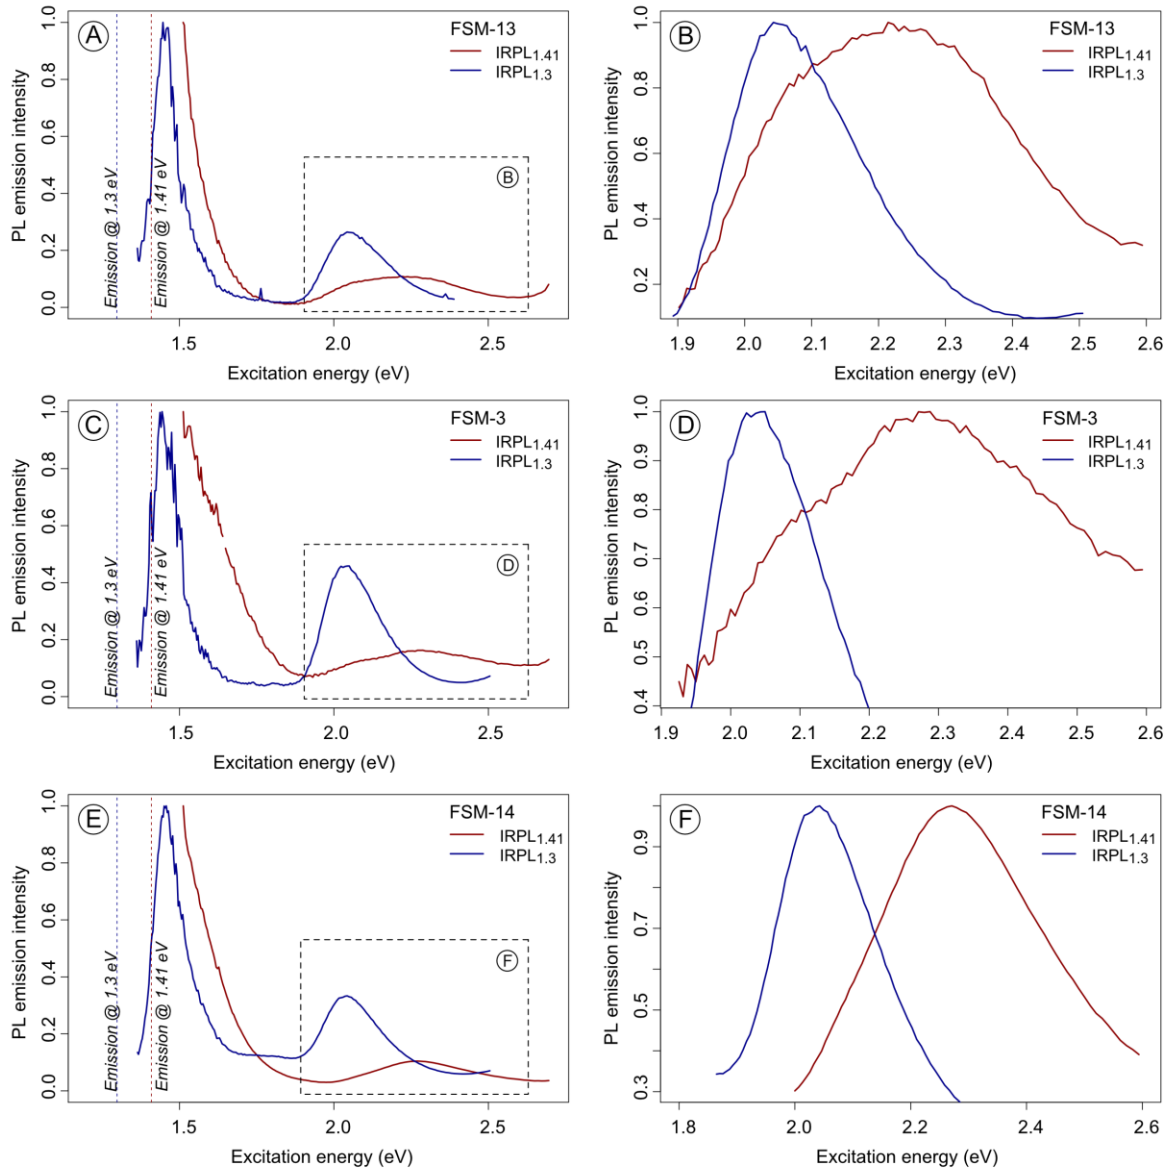 A
FSM-13
IRPL1.41
IRPL1.3
Emission @ 1.3 eV
Emission @ 1.41 eV
B
PL emission intensity
0.0 0.2 0.4 0.6 0.8 1.0
1.5 2.0 2.5
Excitation energy (eV)
B
FSM-13
IRPL1.41
IRPL1.3
PL emission intensity
0.2 0.4 0.6 0.8 1.0
1.9 2.0 2.1 2.2 2.3 2.4 2.5 2.6
Excitation energy (eV)
C
FSM-3
IRPL1.41
IRPL1.3
Emission @ 1.3 eV
Emission @ 1.41 eV
D
PL emission intensity
0.0 0.2 0.4 0.6 0.8 1.0
1.5 2.0 2.5
Excitation energy (eV)
D
FSM-3
IRPL1.41
IRPL1.3
PL emission intensity
0.4 0.5 0.6 0.7 0.8 0.9 1.0
1.9 2.0 2.1 2.2 2.3 2.4 2.5 2.6
Excitation energy (eV)
E
FSM-14
IRPL1.41
IRPL1.3
Emission @ 1.3 eV
Emission @ 1.41 eV
F
PL emission intensity
0.0 0.2 0.4 0.6 0.8 1.0
1.5 2.0 2.5
Excitation energy (eV)
F
FSM-14
IRPL1.41
IRPL1.3
PL emission intensity
0.3 0.5 0.7 0.9
1.8 2.0 2.2 2.4 2.6
Excitation energy (eV)